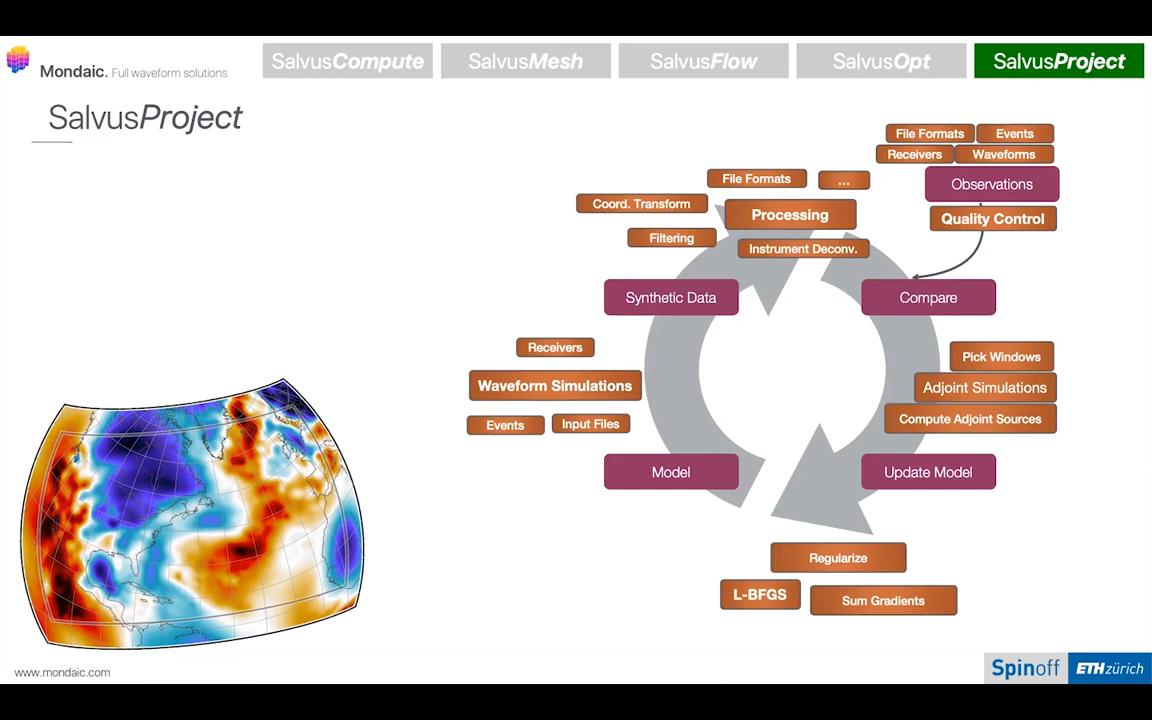 Mondaic. Full waveform solutions
SalvusCompute
SalvusMesh
SalvusFlow
SalvusOpt
SalvusProject
SalvusProject
File Formats
Events
Receivers
Waveforms
Observations
Quality Control
File Formats
...
Coord. Transform
Processing
Filtering
Instrument Deconv.
Synthetic Data
Compare
Receivers
Waveform Simulations
Events
Input Files
Pick Windows
Adjoint Simulations
Compute Adjoint Sources
Model
Update Model
Regularize
L-BFGS
Sum Gradients
www.mondaic.com
Spinoff
ETHzürich